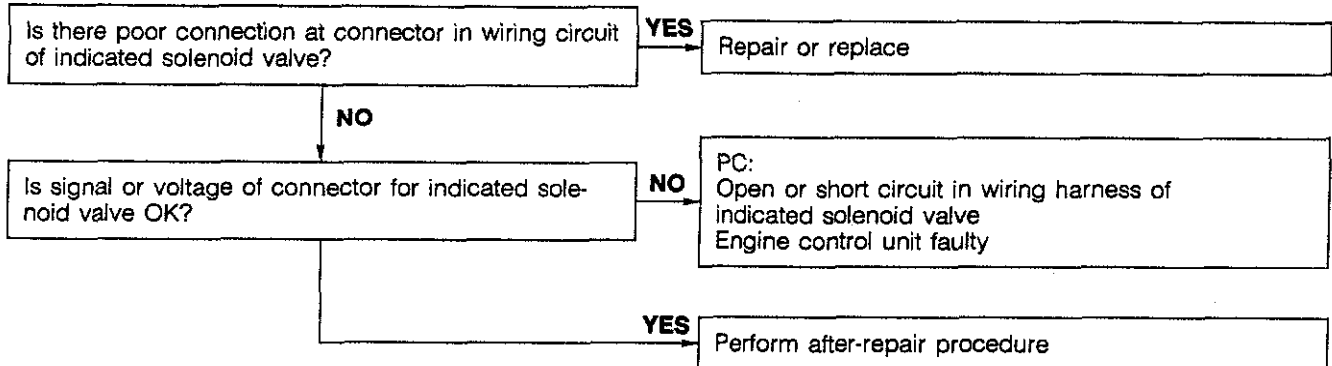 Is there poor connection at connector in wiring circuit
of indicated solenoid valve?
YES
Repair or replace
NO
Is signal or voltage of connector for indicated sole-
noid valve OK?
NO
PC:
Open or short circuit in wiring harness of
indicated solenoid valve
Engine control unit faulty
YES
Perform after-repair procedure